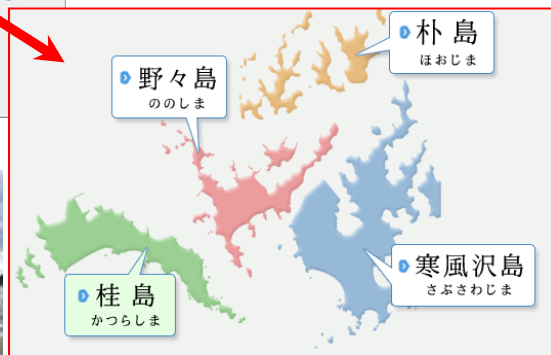 朴島
ほおじま
野々島
ののしま
寒風沢島
さぶさわじま
桂島
かつらしま